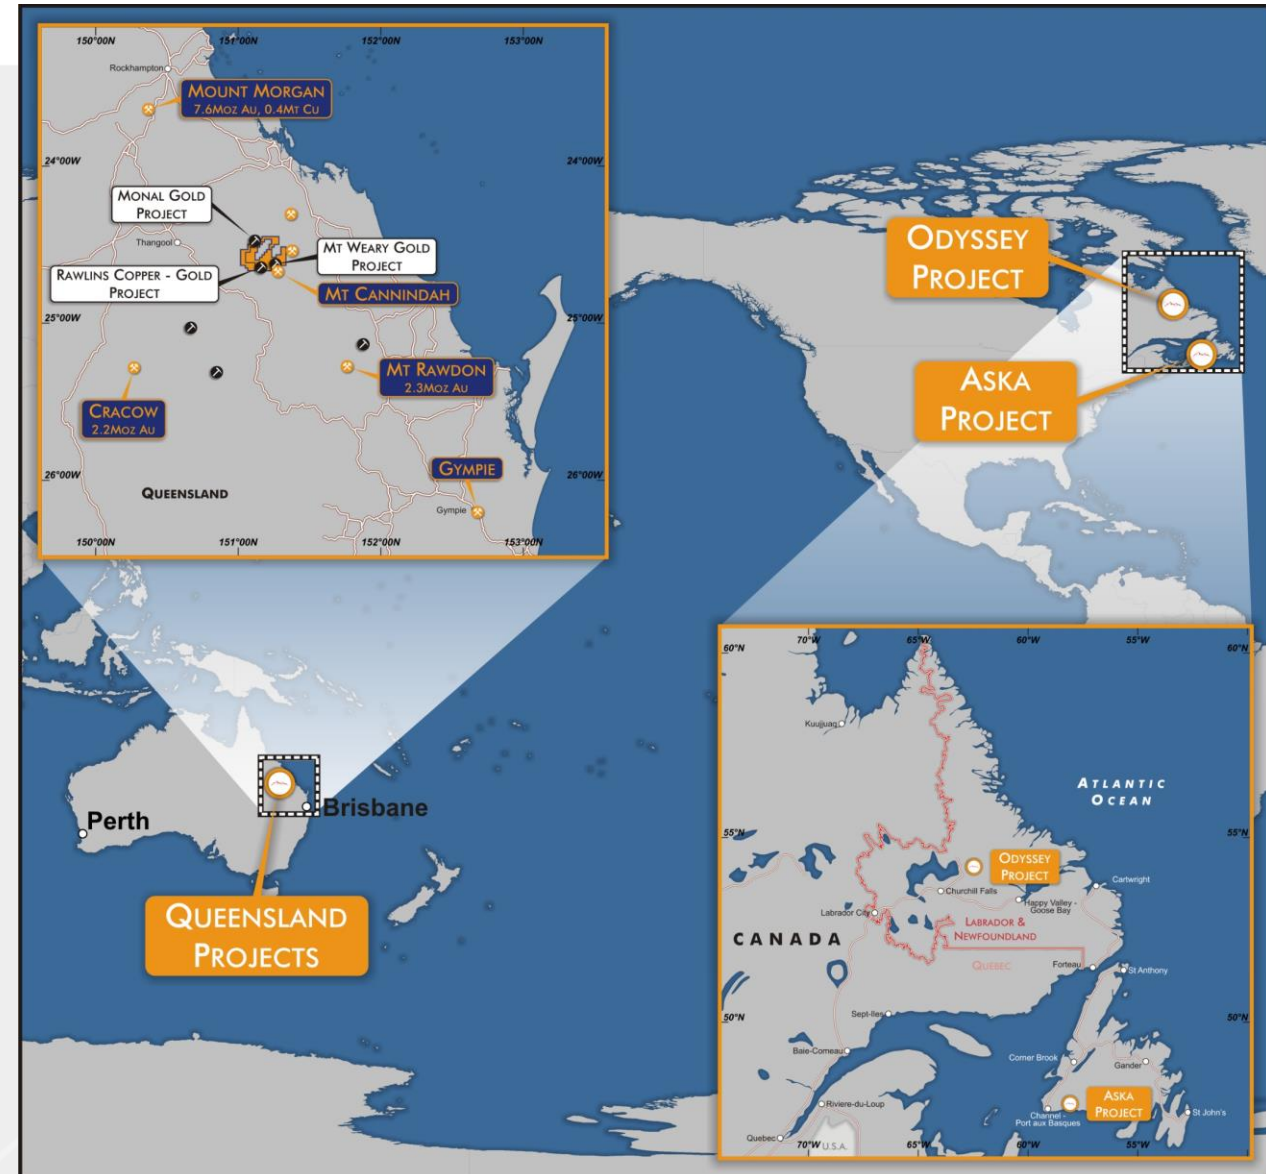 150°00N
151°00N
152°00N
153°00N
Rockhampton
MOUNT MORGAN
7.6MOZ AU, 0.4MT CU
24°00W
24°00W
MONAL GOLD
PROJECT
Thangool
MT WEARY GOLD
PROJECT
RAWLINS COPPER - GOLD
PROJECT
MT CANNINDAH
25°00W
25°00W
MT RAWDON
2.3MOZ AU
CRACOW
2.2MOZ AU
GYMPIE
26°00W
26°00W
QUEENSLAND
Gympie
150°00N
151°00N
152°00N
153°00N
ODYSSEY
PROJECT
ASKA
PROJECT
Perth
Brisbane
QUEENSLAND
PROJECTS
70°W
65°W
60°W
55°W
60°N
60°N
Kuujjuaq
ATLANTIC
OCEAN
55°W
55°N
ODYSSEY
PROJECT
Churchill Falls
Cartwright
Happy Valley -
Goose Bay
Labrador City
LABRADOR &
NEWFOUNDLAND
CANADA
QUEBEC
Forteau
St Anthony
Sept-Iles
50°N
50°N
Baie-Comeau
Corner Brook
Gander
Riviere-du-Loup
ASKA
PROJECT
Channel -
Port aux Basques
St John's
Quebec
U.S.A.
70°W
65°W
60°W
55°W